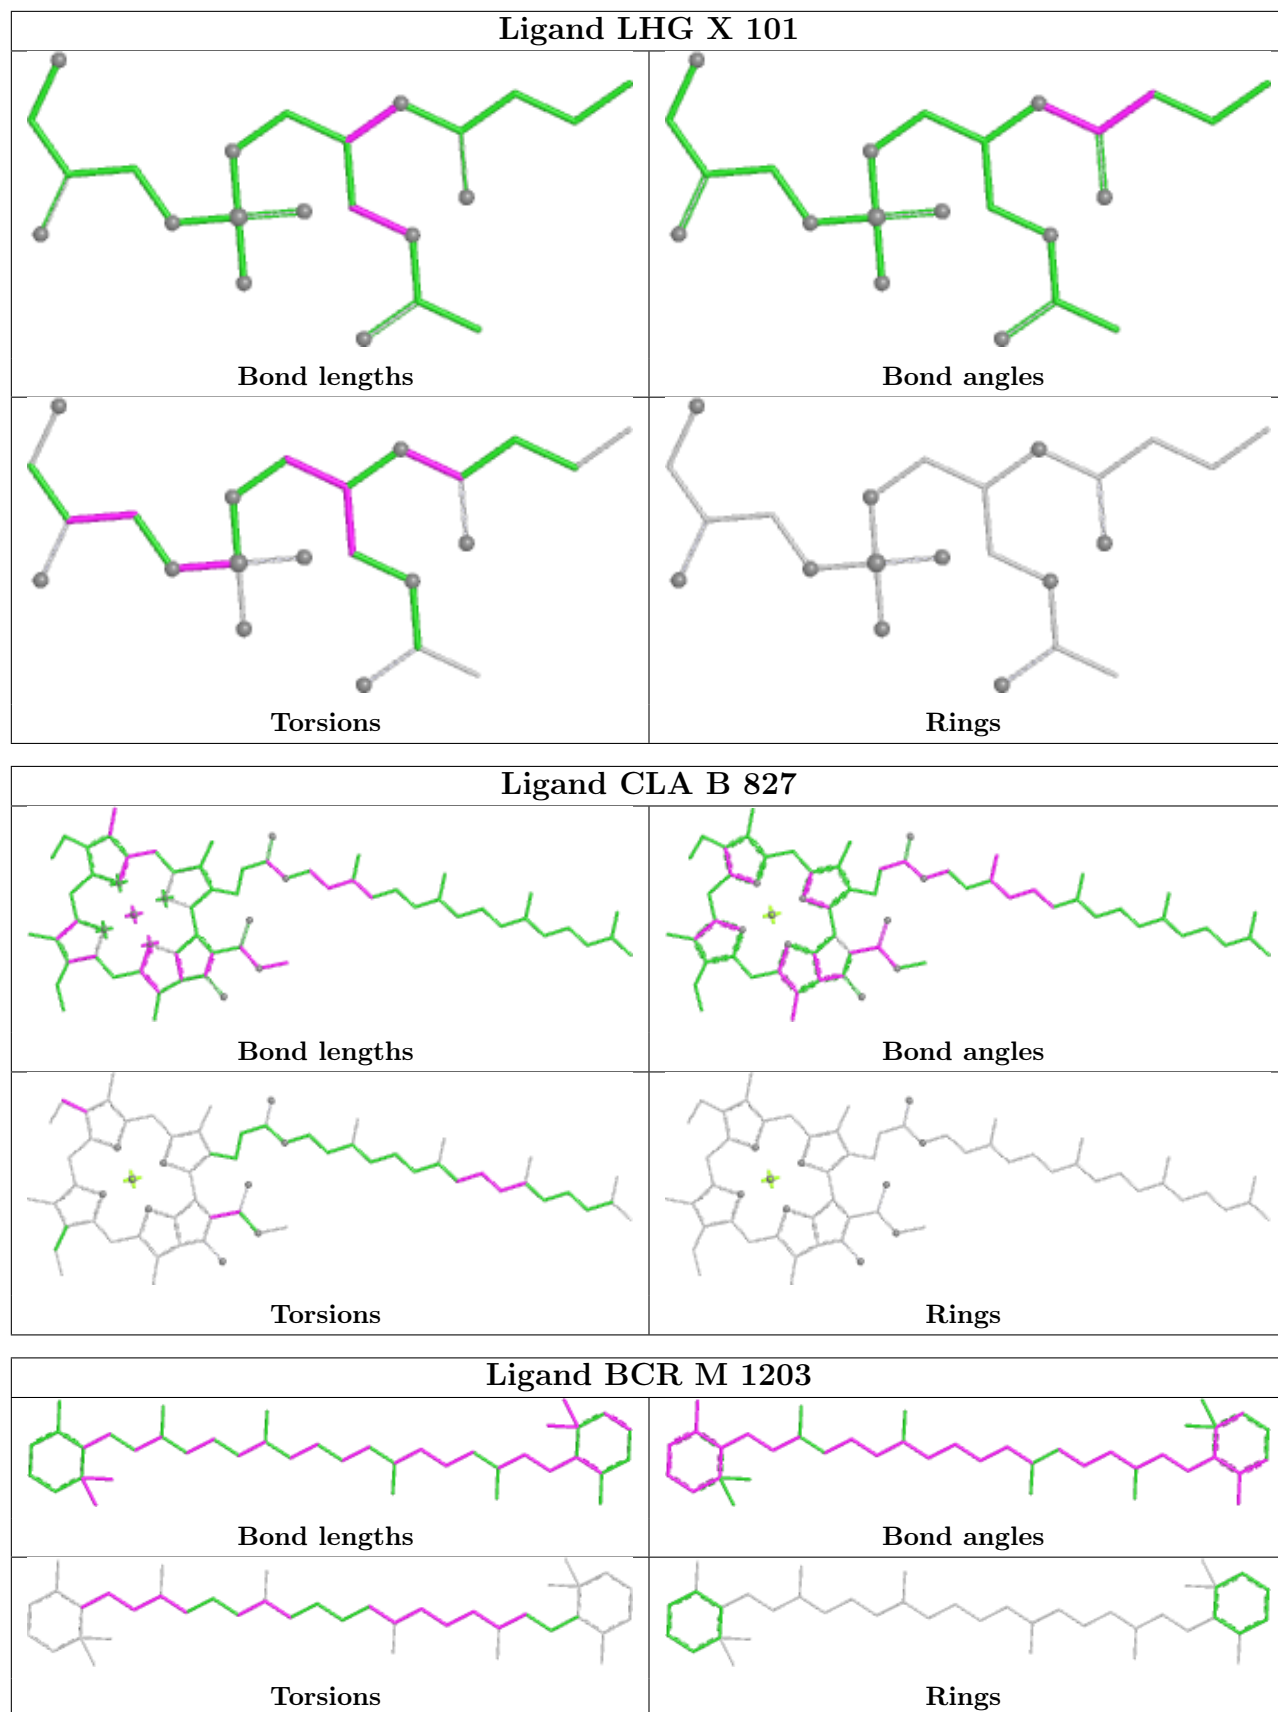 Ligand LHG X 101
Bond lengths
Bond angles
Torsions
Rings
Ligand CLA B 827
Bond lengths
Bond angles
Torsions
Rings
Ligand BCR M 1203
Bond lengths
Bond angles
Torsions
Rings